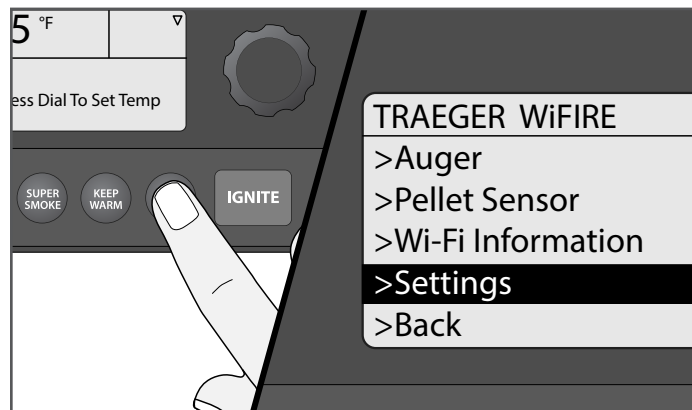 5 °F
ess Dial To Set Temp
SUPER
SMOKE
KEEP
WARM
IGNITE
TRAEGER WiFIRE
>Auger
>Pellet Sensor
>Wi-Fi Information
>Settings
>Back